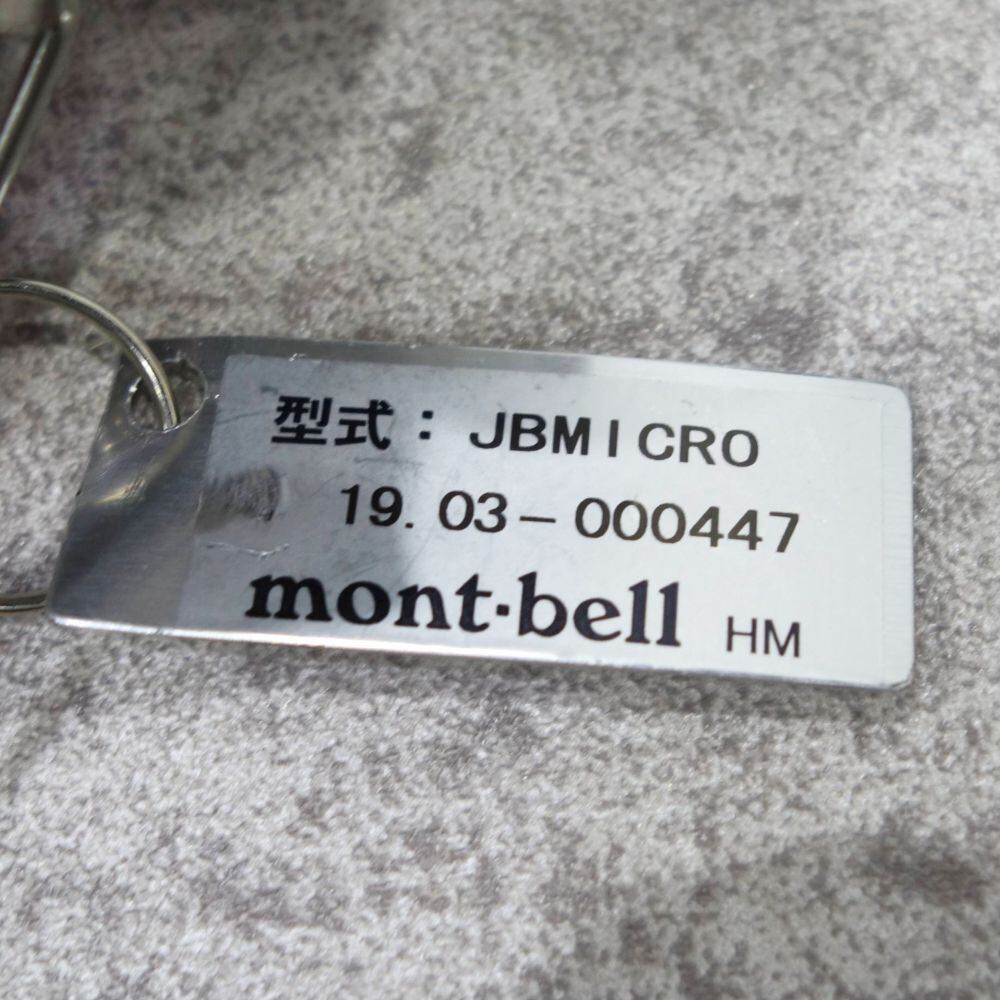 型式：JBMICRO
19.03-000447
mont·bell HM